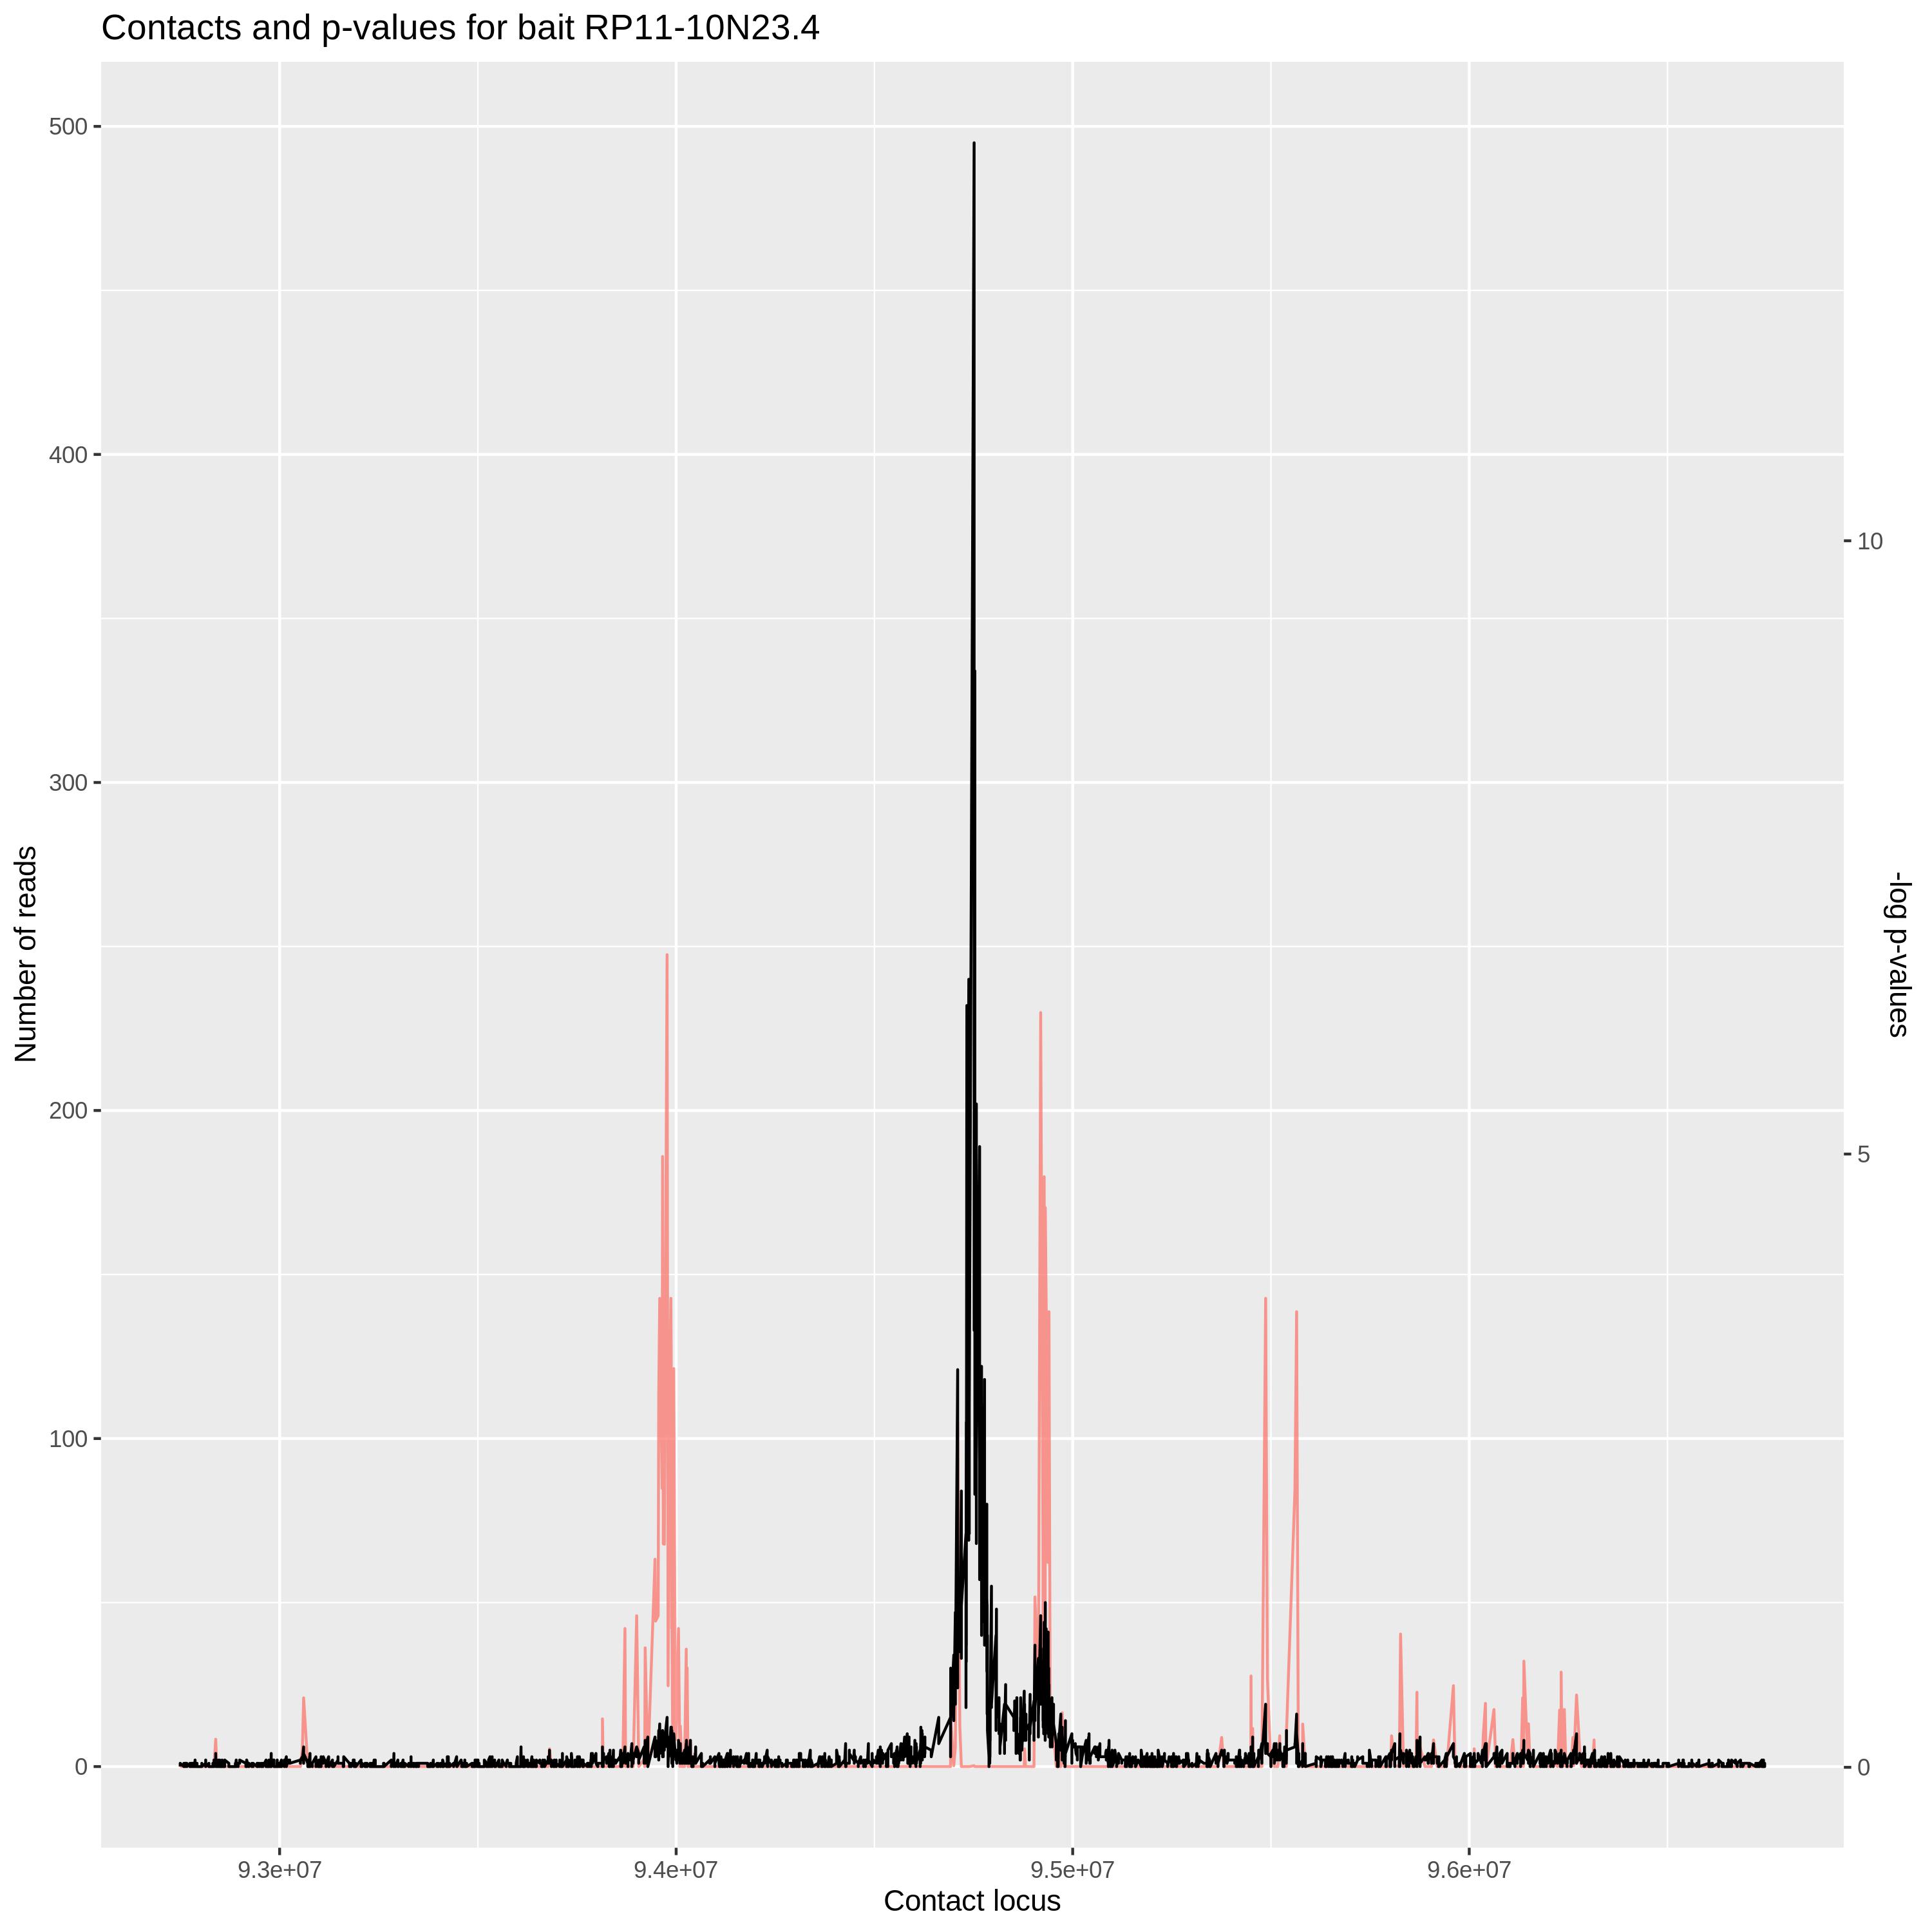 Contacts and p-values for bait RP11-10N23.4
500
400
300
200
100
0
Number of reads
10
5
0
-log p-values
9.3e+07
9.4e+07
9.5e+07
9.6e+07
Contact locus